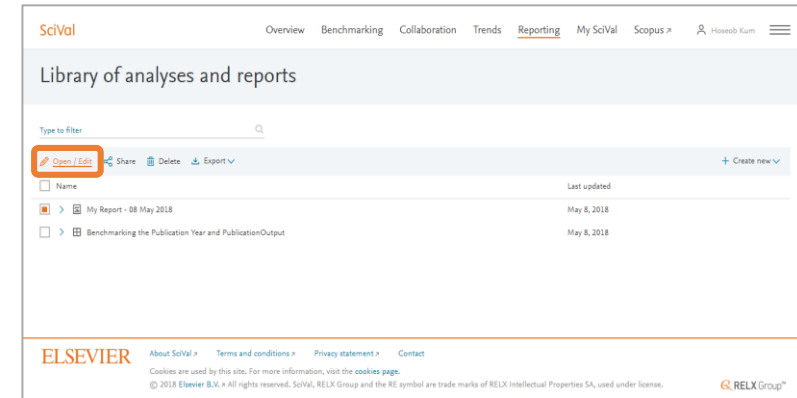 SciVal Overview Benchmarking Collaboration Trends Reporting My SciVal Scopus Hoseob Kum
Library of analyses and reports
Type to filter
Open / Edit Share Delete Export + Create new
Name Last updated
My Report - 08 May 2018 May 8, 2018
Benchmarking the Publication Year and PublicationOutput May 8, 2018
ELSEVIER About SciVal Terms and conditions Privacy statement Contact
Cookies are used by this site. For more information, visit the cookies page.
© 2018 Elsevier B.V. All rights reserved. SciVal, RELX Group and the RE symbol are trade marks of RELX Intellectual Properties SA, used under license. RELX Group™